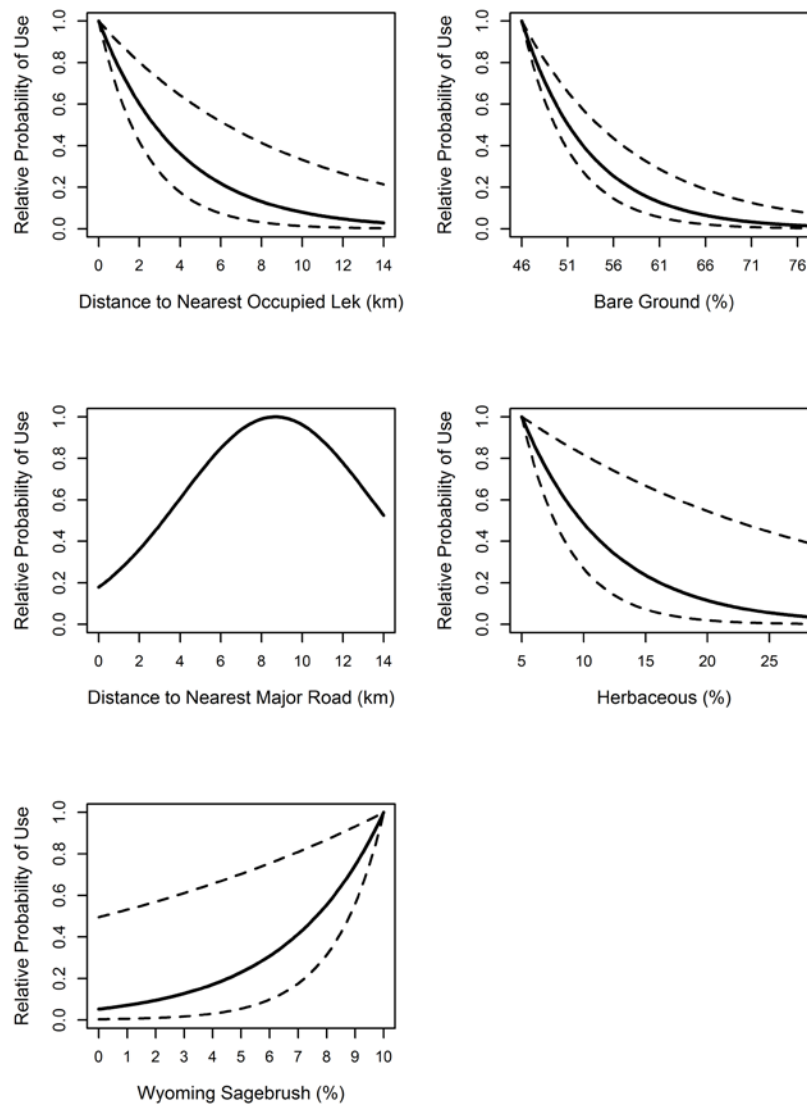 Relative Probability of Use
1.0
0.8
0.6
0.4
0.2
0.0
0 2 4 6 8 10 12 14
Distance to Nearest Occupied Lek (km)
Relative Probability of Use
1.0
0.8
0.6
0.4
0.2
0.0
46 51 56 61 66 71 76
Bare Ground (%)
Relative Probability of Use
1.0
0.8
0.6
0.4
0.2
0.0
0 2 4 6 8 10 12 14
Distance to Nearest Major Road (km)
Relative Probability of Use
1.0
0.8
0.6
0.4
0.2
0.0
5 10 15 20 25
Herbaceous (%)
Relative Probability of Use
1.0
0.8
0.6
0.4
0.2
0.0
0 1 2 3 4 5 6 7 8 9 10
Wyoming Sagebrush (%)